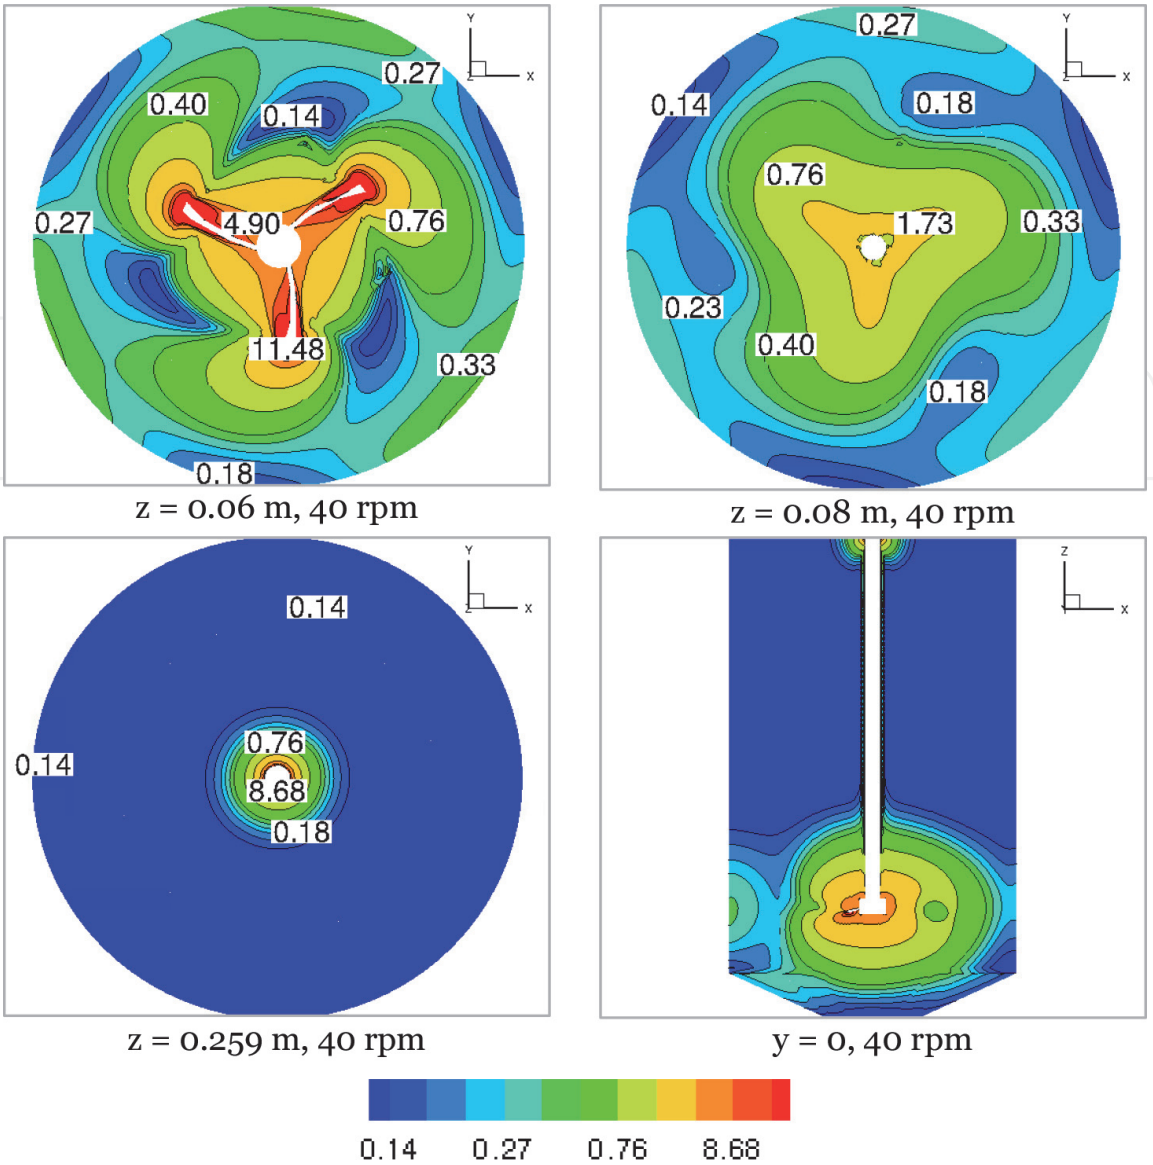 Y
X
Z
0.27
0.40
0.14
0.27
4.90
0.76
11.48
0.33
0.18
z = 0.06 m, 40 rpm
Y
X
Z
0.27
0.14
0.18
0.76
1.73
0.33
0.23
0.40
0.18
z = 0.08 m, 40 rpm
Y
X
Z
0.14
0.76
0.14
8.68
0.18
z = 0.259 m, 40 rpm
Z
X
Y
y = 0, 40 rpm
0.14 0.27 0.76 8.68